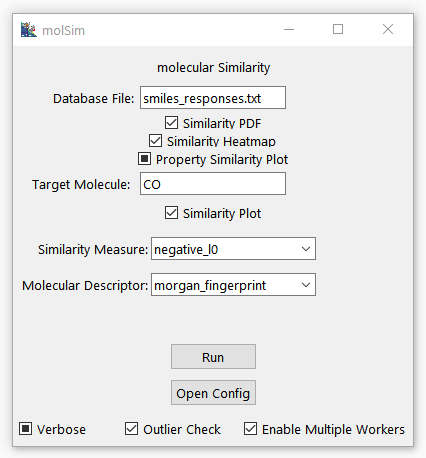 molSim
molecular Similarity
Database File: smiles_responses.txt
Similarity PDF
Similarity Heatmap
Property Similarity Plot
Target Molecule: CO
Similarity Plot
Similarity Measure: negative_l0
Molecular Descriptor: morgan_fingerprint
Run
Open Config
Verbose Outlier Check Enable Multiple Workers